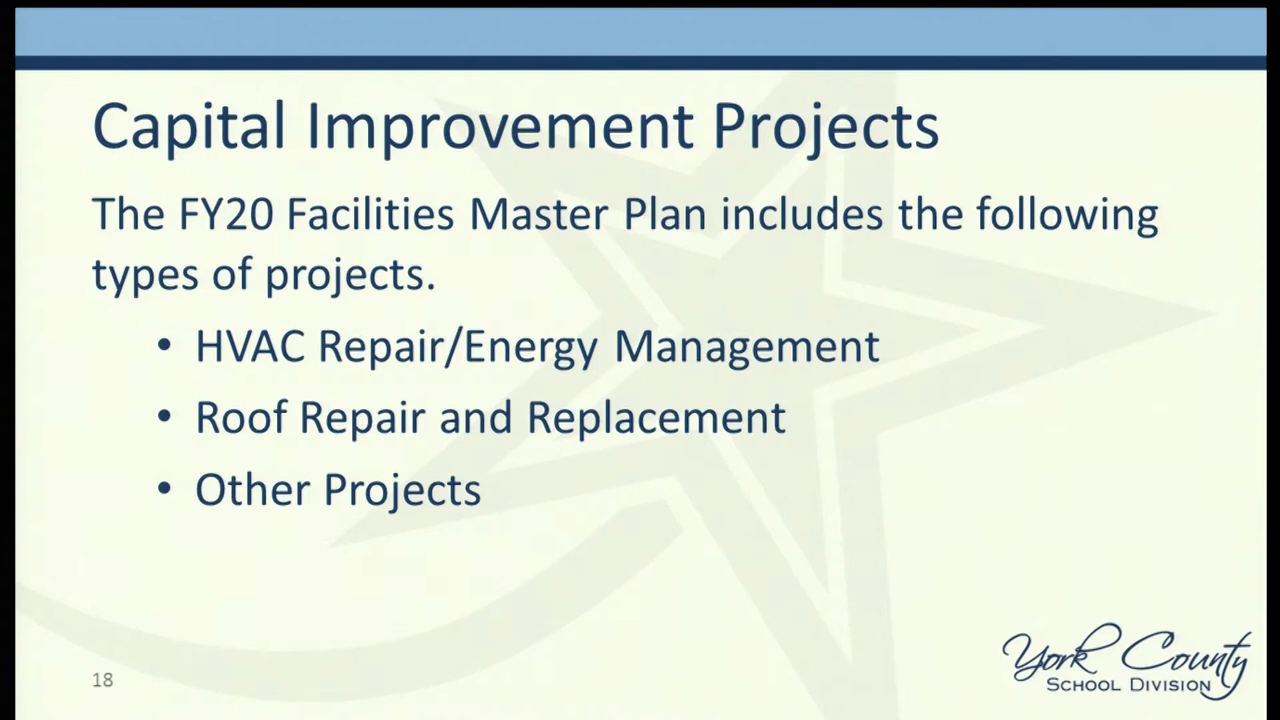 Capital Improvement Projects
The FY20 Facilities Master Plan includes the following
types of projects.
• HVAC Repair/Energy Management
• Roof Repair and Replacement
• Other Projects
18
York County
SCHOOL DIVISION